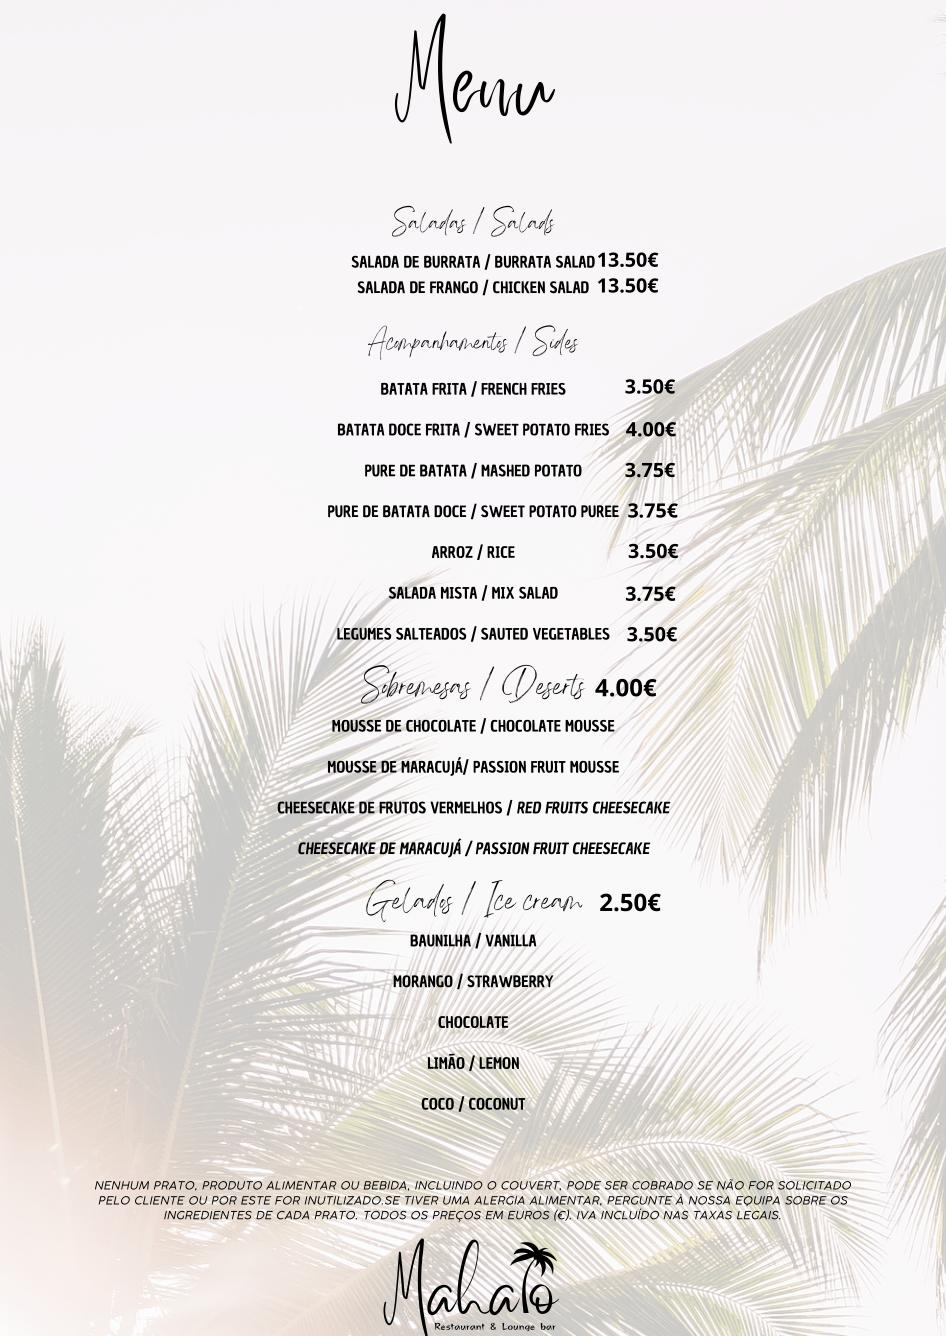 Menu
Saladas / Salads
SALADA DE BURRATA / BURRATA SALAD 13.50€
SALADA DE FRANGO / CHICKEN SALAD 13.50€
Acompanhamentos / Sides
BATATA FRITA / FRENCH FRIES 3.50€
BATATA DOCE FRITA / SWEET POTATO FRIES 4.00€
PURE DE BATATA / MASHED POTATO 3.75€
PURE DE BATATA DOCE / SWEET POTATO PUREE 3.75€
ARROZ / RICE 3.50€
SALADA MISTA / MIX SALAD 3.75€
LEGUMES SALTEADOS / SAUTED VEGETABLES 3.50€
Sobremesas / Deserts 4.00€
MOUSSE DE CHOCOLATE / CHOCOLATE MOUSSE
MOUSSE DE MARACUJÁ/ PASSION FRUIT MOUSSE
CHEESECAKE DE FRUTOS VERMELHOS / RED FRUITS CHEESECAKE
CHEESECAKE DE MARACUJÁ / PASSION FRUIT CHEESECAKE
Gelados / Ice cream 2.50€
BAUNILHA / VANILLA
MORANGO / STRAWBERRY
CHOCOLATE
LIMÃO / LEMON
COCO / COCONUT
NENHUM PRATO, PRODUTO ALIMENTAR OU BEBIDA, INCLUINDO O COUVERT, PODE SER COBRADO SE NÃO FOR SOLICITADO
PELO CLIENTE OU POR ESTE FOR INUTILIZADO.SE TIVER UMA ALERGIA ALIMENTAR, PERGUNTE À NOSSA EQUIPA SOBRE OS
INGREDIENTES DE CADA PRATO. TODOS OS PREÇOS EM EUROS (€). IVA INCLUÍDO NAS TAXAS LEGAIS.
Mahalo
Restaurant & Lounge bar